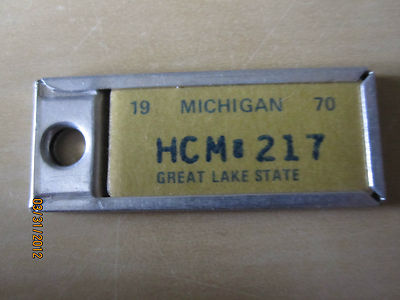 19 MICHIGAN 70
HCM 217
GREAT LAKE STATE
03/31/2012